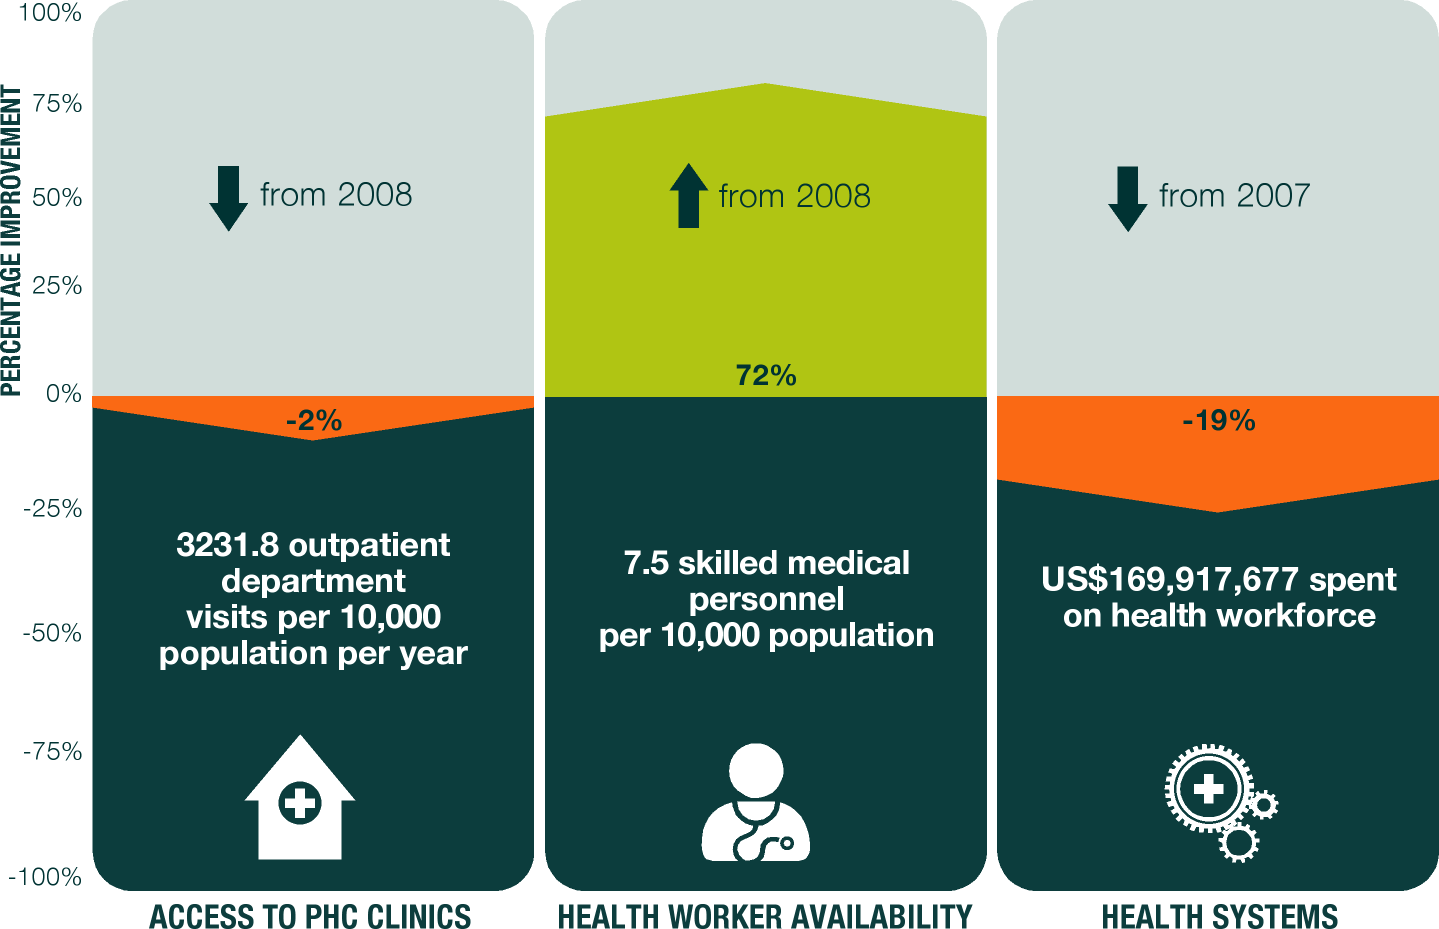 PERCENTAGE IMPROVEMENT
100%
75%
50%
25%
0%
-25%
-50%
-75%
-100%
from 2008
-2%
3231.8 outpatient
department
visits per 10,000
population per year
ACCESS TO PHC CLINICS
from 2008
72%
7.5 skilled medical
personnel
per 10,000 population
HEALTH WORKER AVAILABILITY
from 2007
-19%
US$169,917,677 spent
on health workforce
HEALTH SYSTEMS